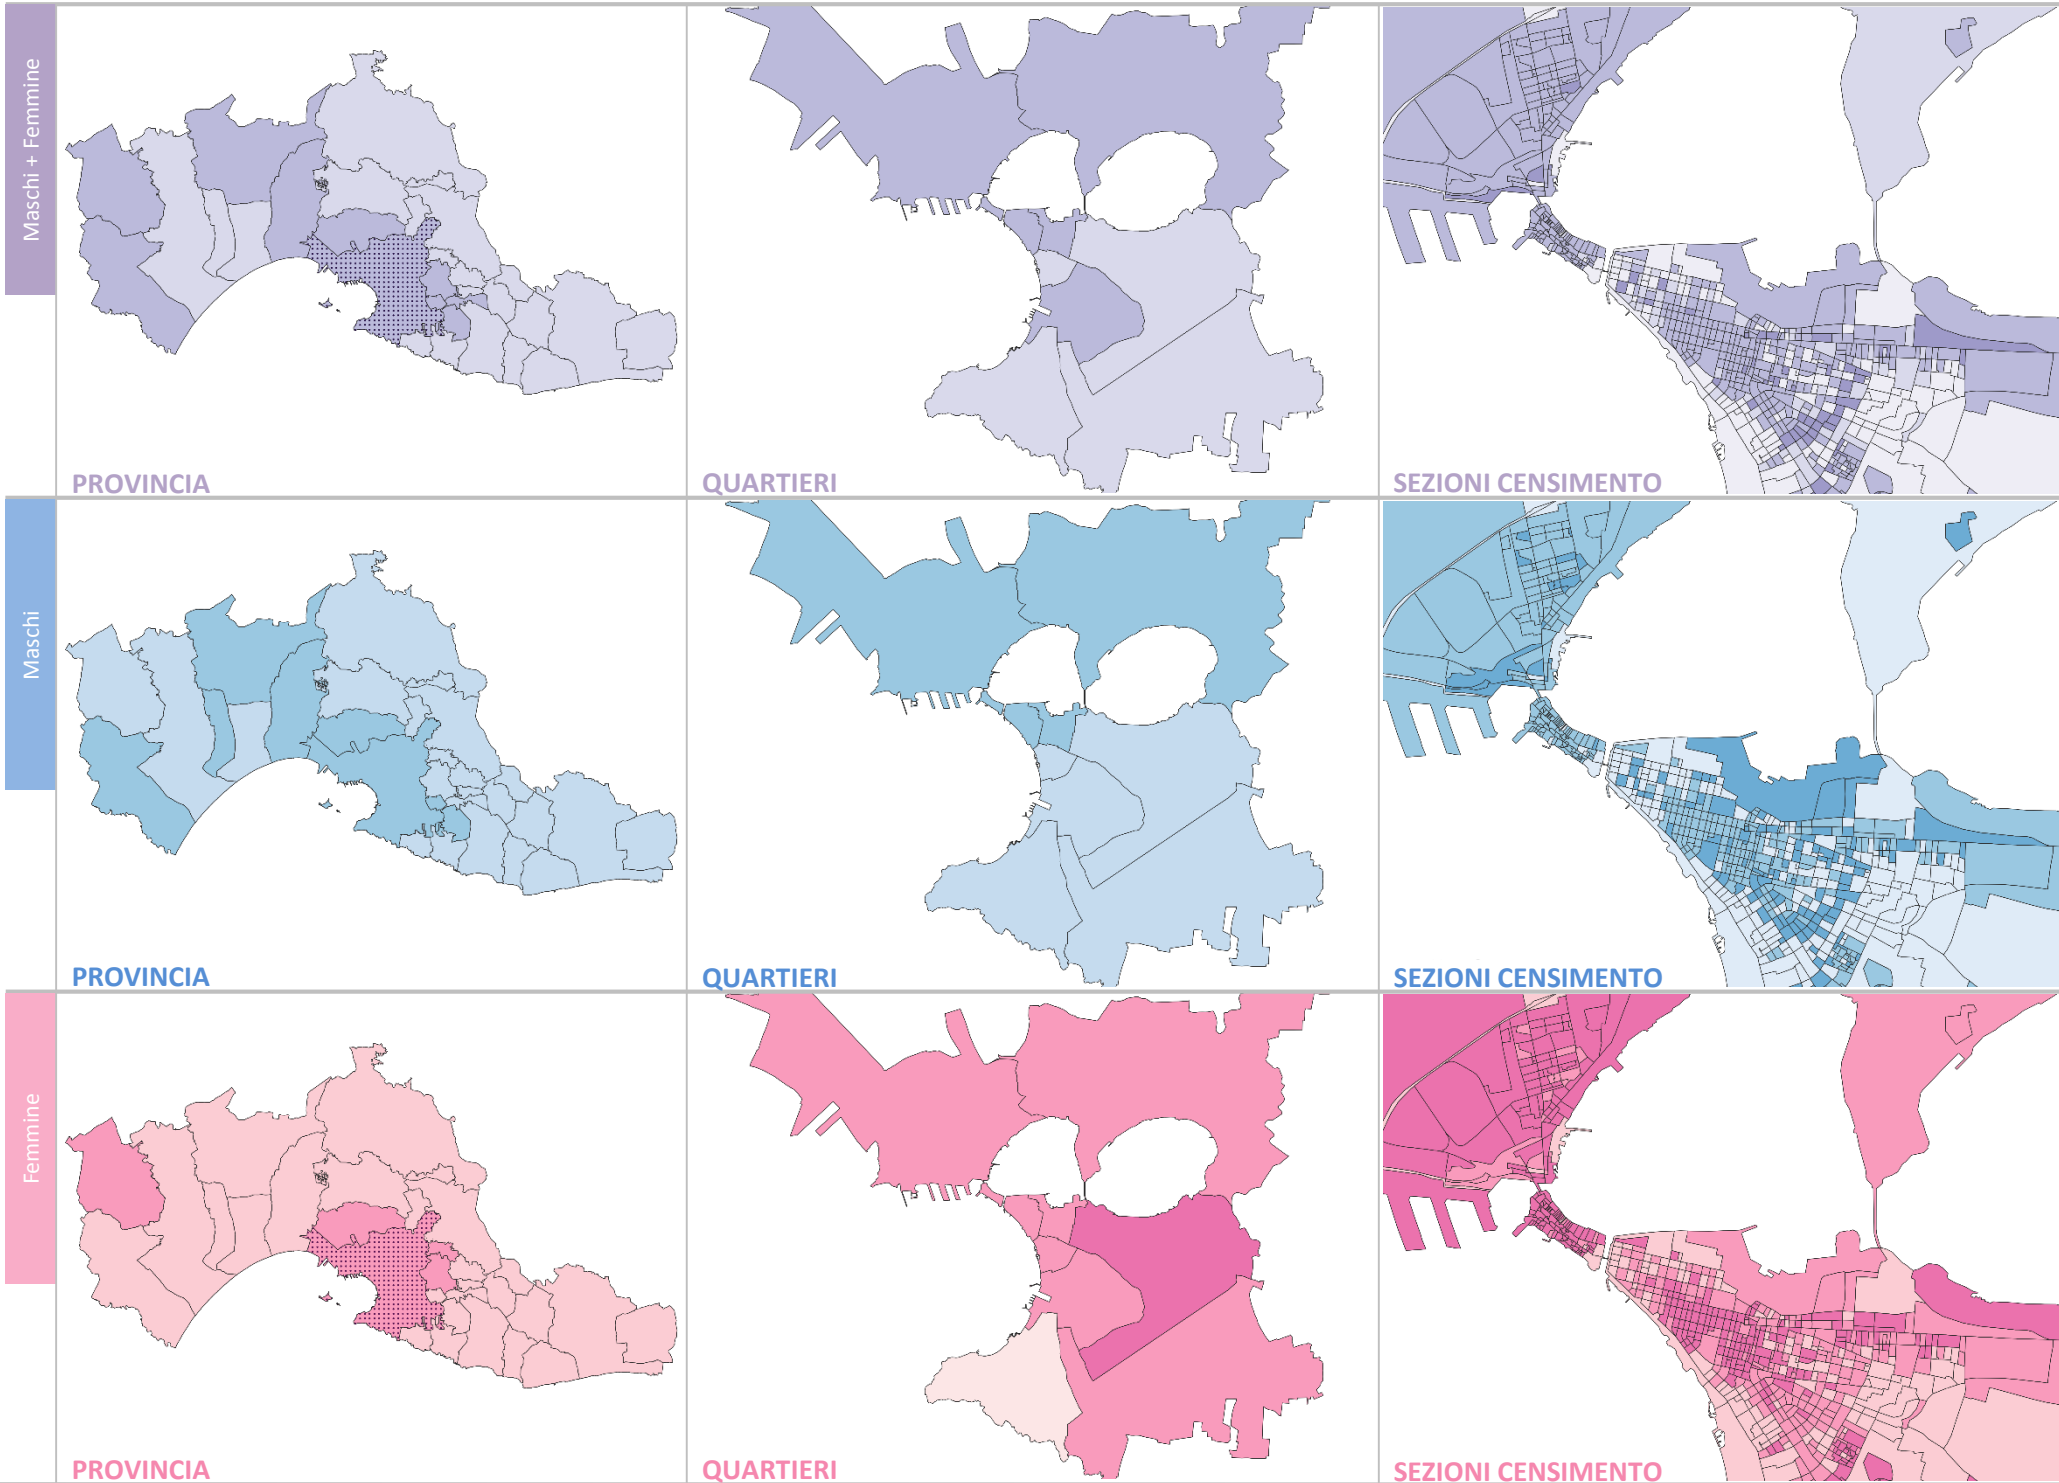 Maschi + Femmine
PROVINCIA
QUARTIERI
SEZIONI CENSIMENTO
Maschi
PROVINCIA
QUARTIERI
SEZIONI CENSIMENTO
Femmine
PROVINCIA
QUARTIERI
SEZIONI CENSIMENTO